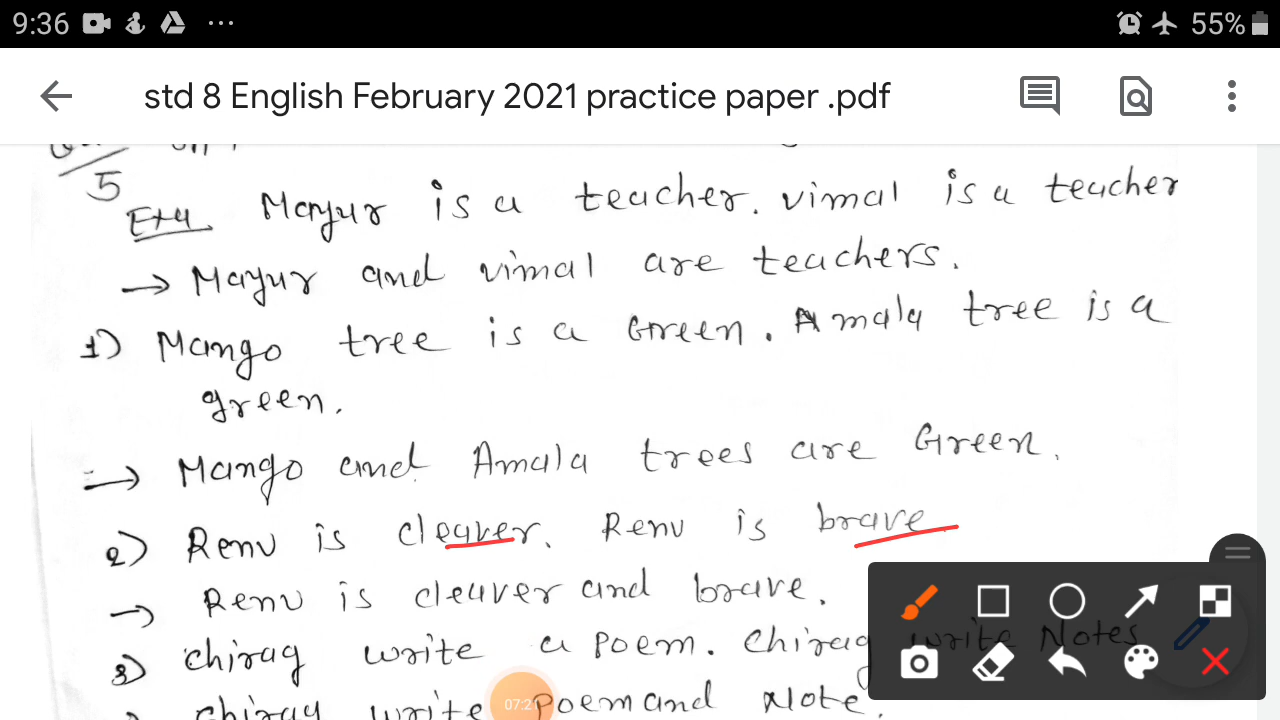 9:36 ... 55%
std 8 English February 2021 practice paper .pdf
5
Ex4 Mayur is a teacher. vimal is a teacher
→ Mayur and vimal are teachers.
1) Mango tree is a Green. Amala tree is a
green.
→ Mango and Amala trees are Green.
2) Renu is cleaver. Renu is brave
→ Renu is cleaver and brave.
3) chirag write a poem. Chirag write Notes
chirag write poem and Note.
07:2